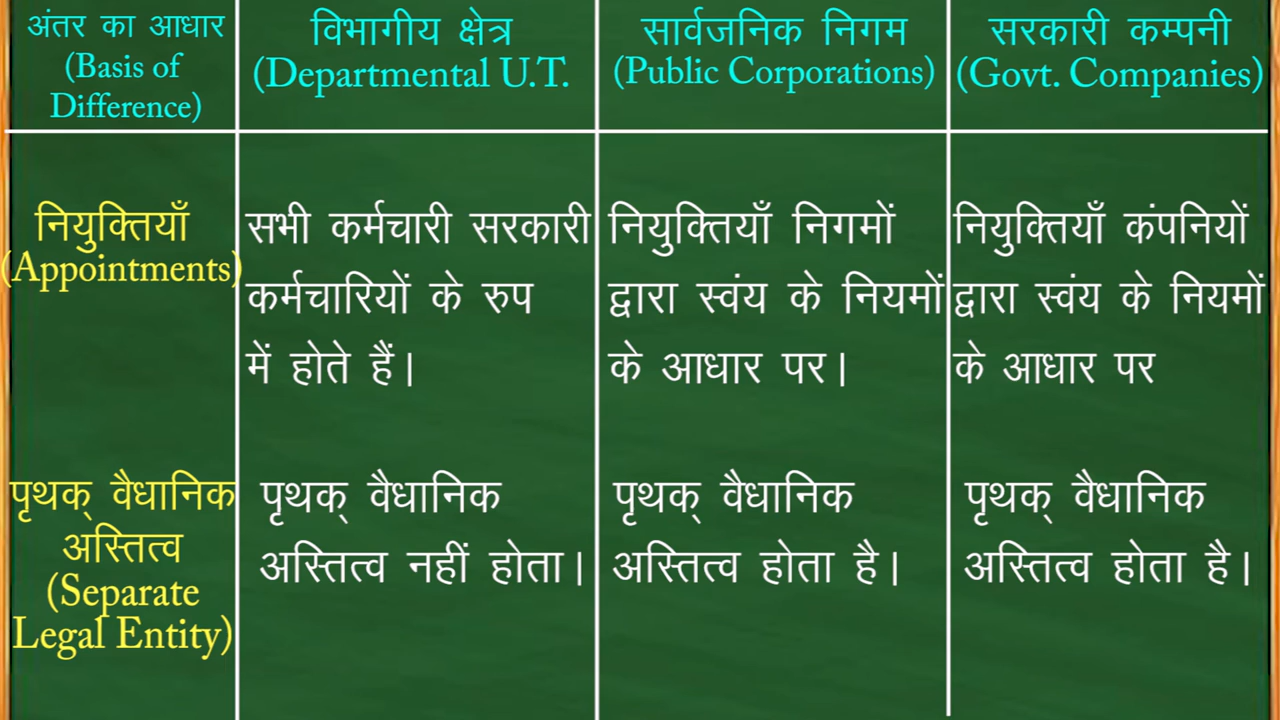 अंतर का आधार
(Basis of
Difference)
विभागीय क्षेत्र
(Departmental U.T.
सार्वजनिक निगम
(Public Corporations)
सरकारी कम्पनी
(Govt. Companies)
नियुक्तियाँ
(Appointments)
सभी कर्मचारी सरकारी
कर्मचारियों के रुप
में होते हैं।
नियुक्तियाँ निगमों
द्वारा स्वंय के नियमों
के आधार पर।
नियुक्तियाँ कंपनियों
द्वारा स्वंय के नियमों
के आधार पर
पृथक् वैधानिक
अस्तित्व
(Separate
Legal Entity)
पृथक् वैधानिक
अस्तित्व नहीं होता।
पृथक् वैधानिक
अस्तित्व होता है।
पृथक् वैधानिक
अस्तित्व होता है।